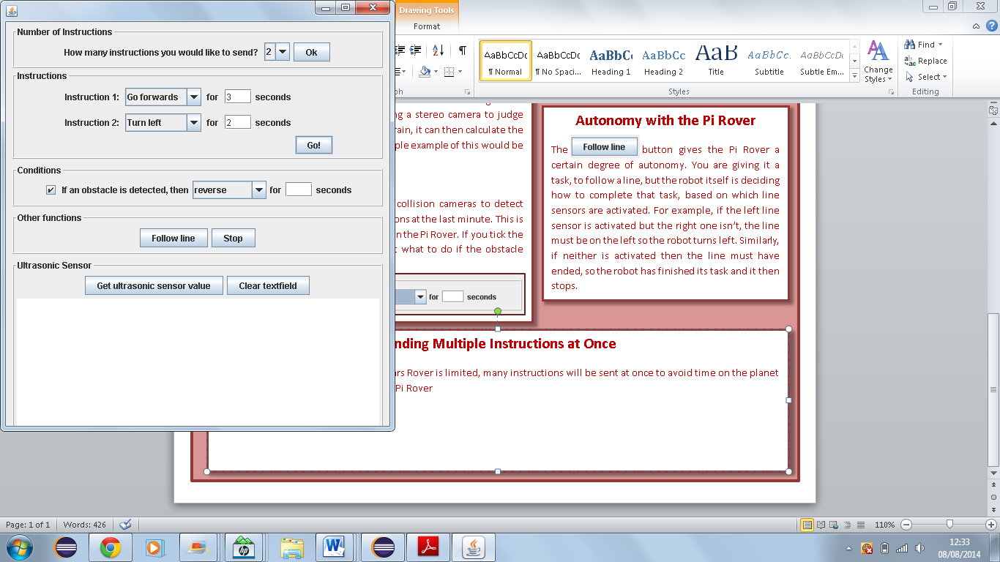 Number of Instructions
How many instructions you would like to send? 2 Ok
Instructions
Instruction 1: Go forwards for 3 seconds
Instruction 2: Turn left for 2 seconds
Go!
Conditions
If an obstacle is detected, then reverse for seconds
Other functions
Follow line Stop
Ultrasonic Sensor
Get ultrasonic sensor value Clear textfield
Drawing Tools
Format
AaBbCcDc AaBbCcDc AaBbCc AaBbCc AaB AaBbCc. AaBbCcDc
¶ Normal ¶ No Spaci... Heading 1 Heading 2 Title Subtitle Subtle Em...
Change
Styles
Find
Replace
Select
ph Styles Editing
ng a stereo camera to judge
rain, it can then calculate the
ple example of this would be
collision cameras to detect
ons at the last minute. This is
n the Pi Rover. If you tick the
t what to do if the obstacle
for seconds
Autonomy with the Pi Rover
The Follow line button gives the Pi Rover a
certain degree of autonomy. You are giving it a
task, to follow a line, but the robot itself is deciding
how to complete that task, based on which line
sensors are activated. For example, if the left line
sensor is activated but the right one isn't, the line
must be on the left so the robot turns left. Similarly,
if neither is activated then the line must have
ended, so the robot has finished its task and it then
stops.
nding Multiple Instructions at Once
ars Rover is limited, many instructions will be sent at once to avoid time on the planet
Pi Rover
Page: 1 of 1 Words: 426 110%
12:33
08/08/2014